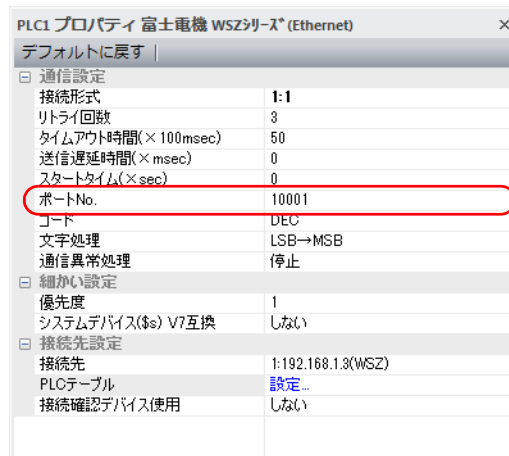 PLC1 プロパティ 富士電機 WSZｼﾘｰｽﾞ(Ethernet) ×
デフォルトに戻す
通信設定
接続形式 1:1
リトライ回数 3
タイムアウト時間(×100msec) 50
送信遅延時間(×msec) 0
スタートタイム(×sec) 0
ポートNo. 10001
コード DEC
文字処理 LSB→MSB
通信異常処理 停止
細かい設定
優先度 1
システムデバイス($s) V7互換 しない
接続先設定
接続先 1:192.168.1.3(WSZ)
PLCテーブル 設定...
接続確認デバイス使用 しない